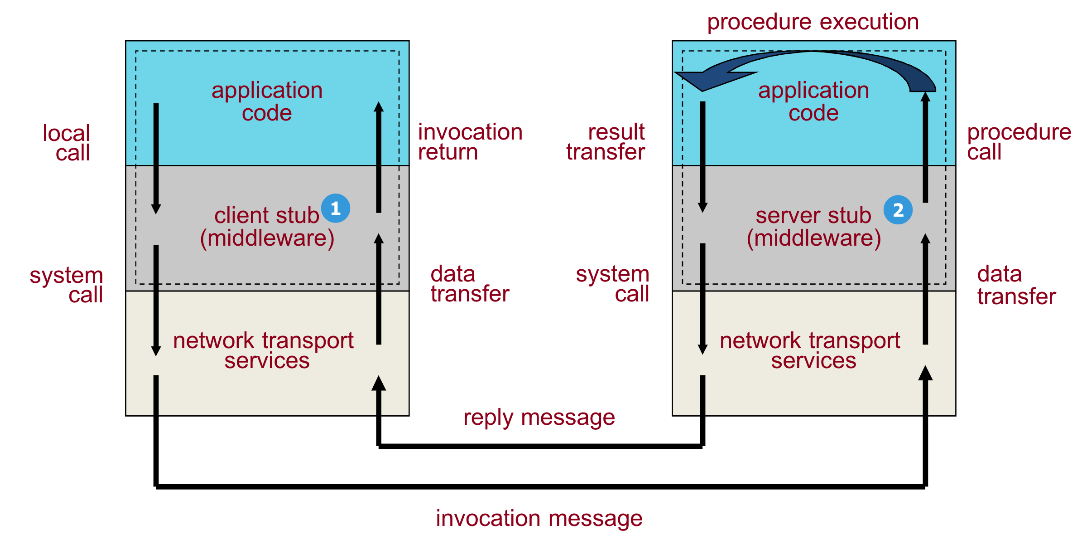 procedure execution
application
code
application
code
local
call
invocation
return
result
transfer
procedure
call
client stub 1
(middleware)
server stub 2
(middleware)
system
call
data
transfer
system
call
data
transfer
network transport
services
network transport
services
reply message
invocation message